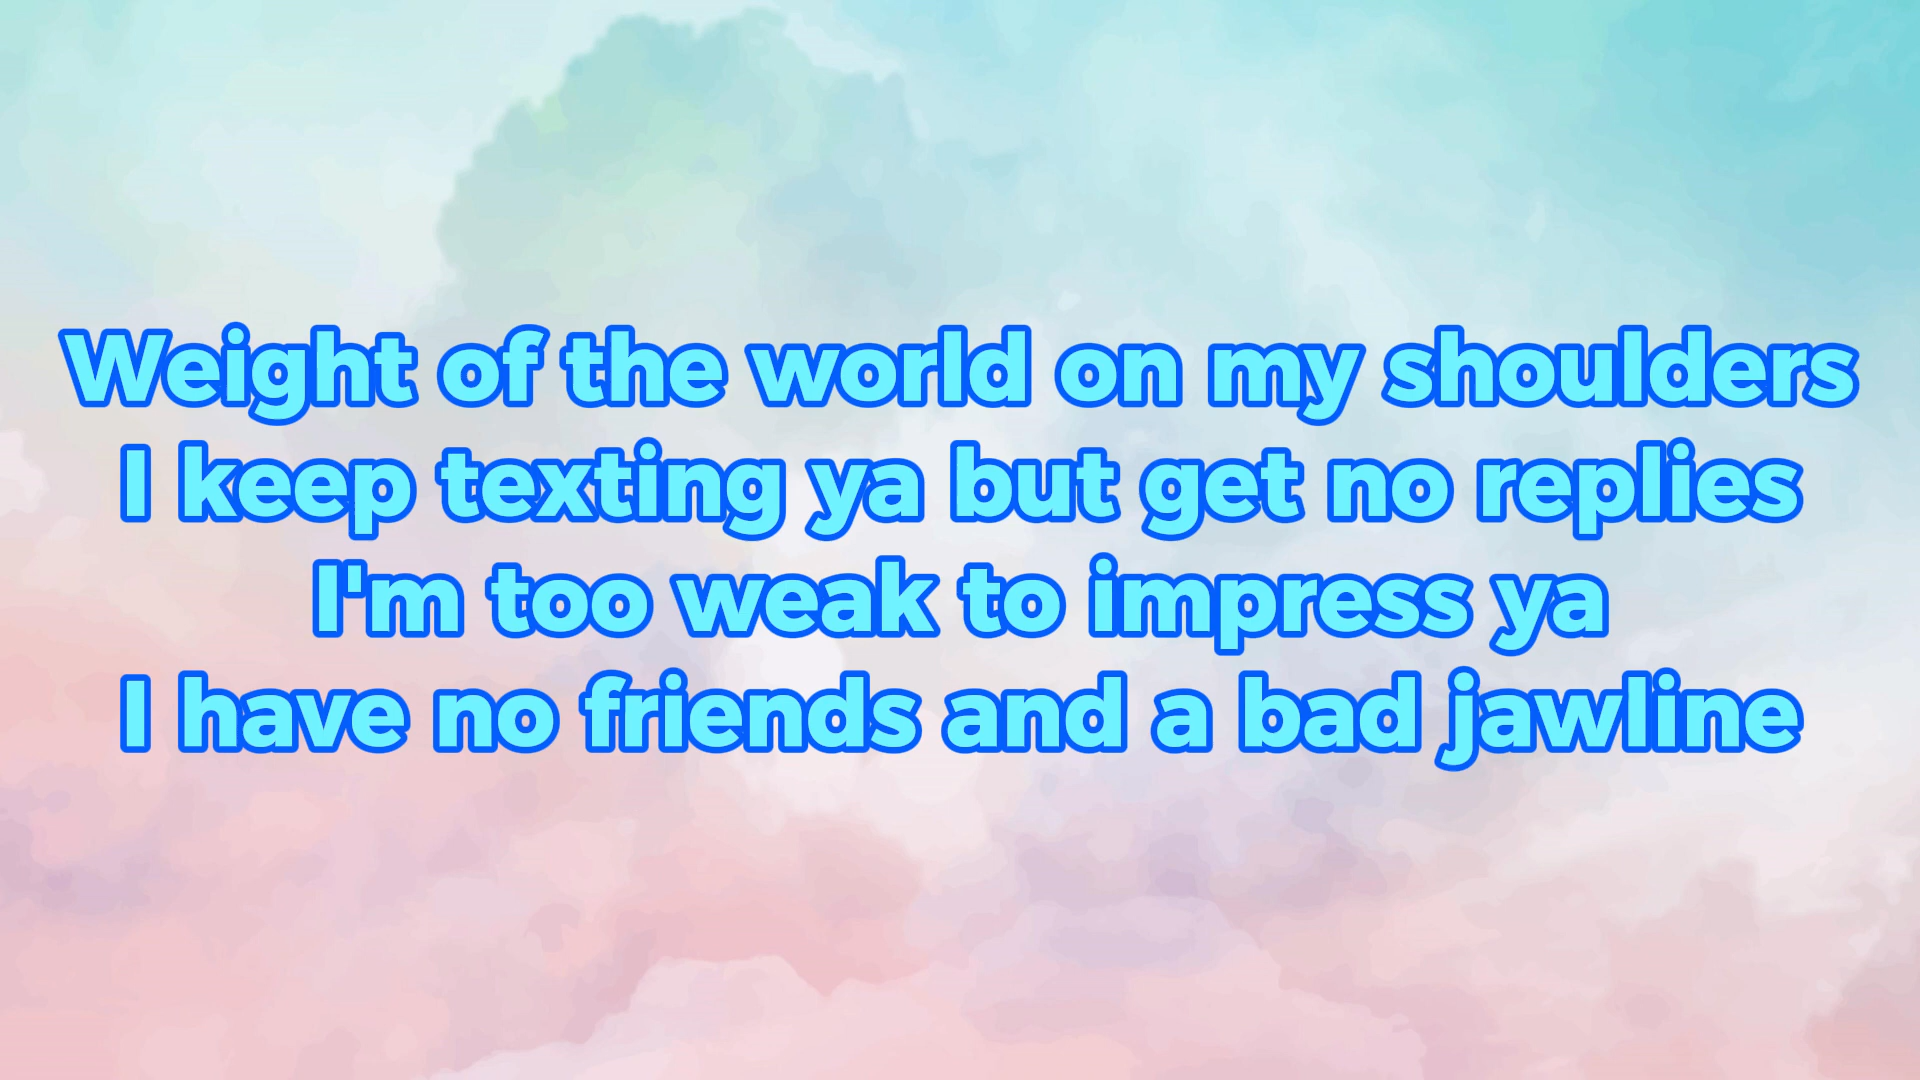 Weight of the world on my shoulders
I keep texting ya but get no replies
I'm too weak to impress ya
I have no friends and a bad jawline